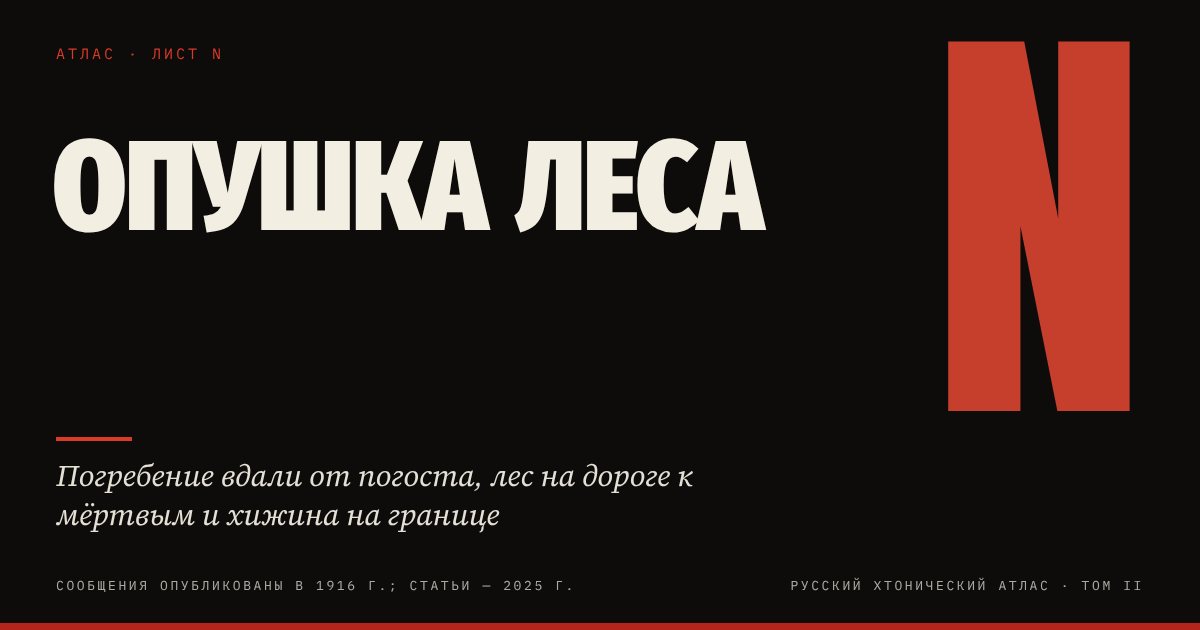 АТЛАС · ЛИСТ N
N
ОПУШКА ЛЕСА
Погребение вдали от погоста, лес на дороге к
мёртвым и хижина на границе
СООБЩЕНИЯ ОПУБЛИКОВАНЫ В 1916 Г.; СТАТЬИ — 2025 Г.
РУССКИЙ ХТОНИЧЕСКИЙ АТЛАС · ТОМ II